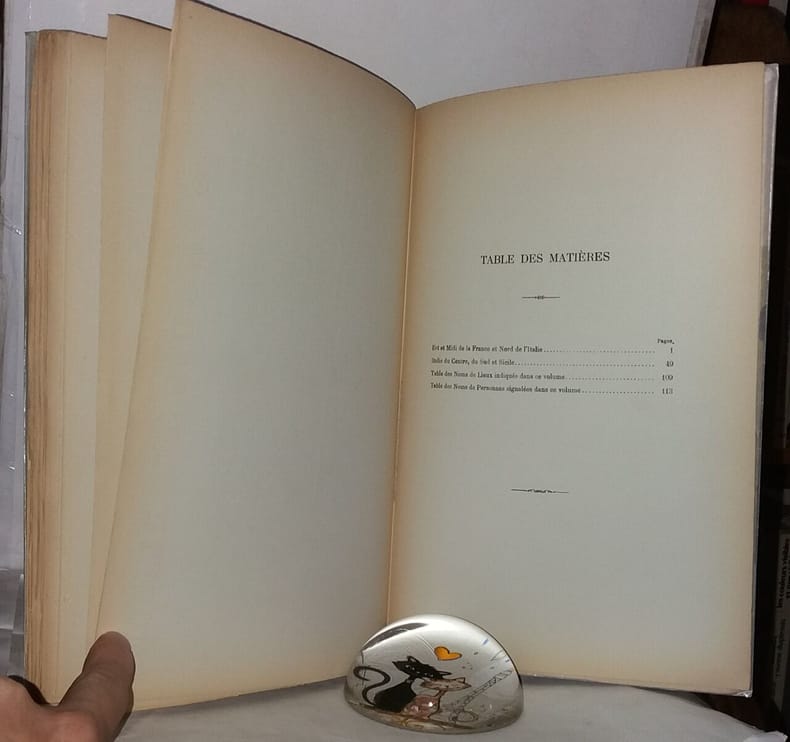 TABLE DES MATIÈRES
Pages.
Est et Midi de la France et Nord de l'Italie 1
Italie du Centre, du Sud et Sicile 49
Table des Noms de Lieux indiqués dans ce volume 109
Table des Noms de Personnes signalées dans ce volume 113